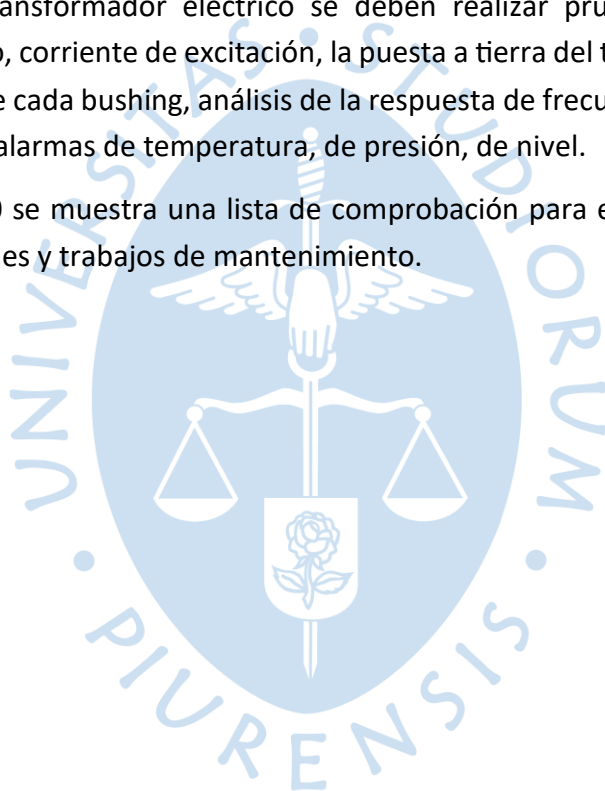 ansformador eléctrico se deben realizar pru
o, corriente de excitación, la puesta a tierra del t
e cada bushing, análisis de la respuesta de frecu
alarmas de temperatura, de presión, de nivel.
0 se muestra una lista de comprobación para e
es y trabajos de mantenimiento.
UNIVERSITAS • STUDIORUM • PIURENSIS •